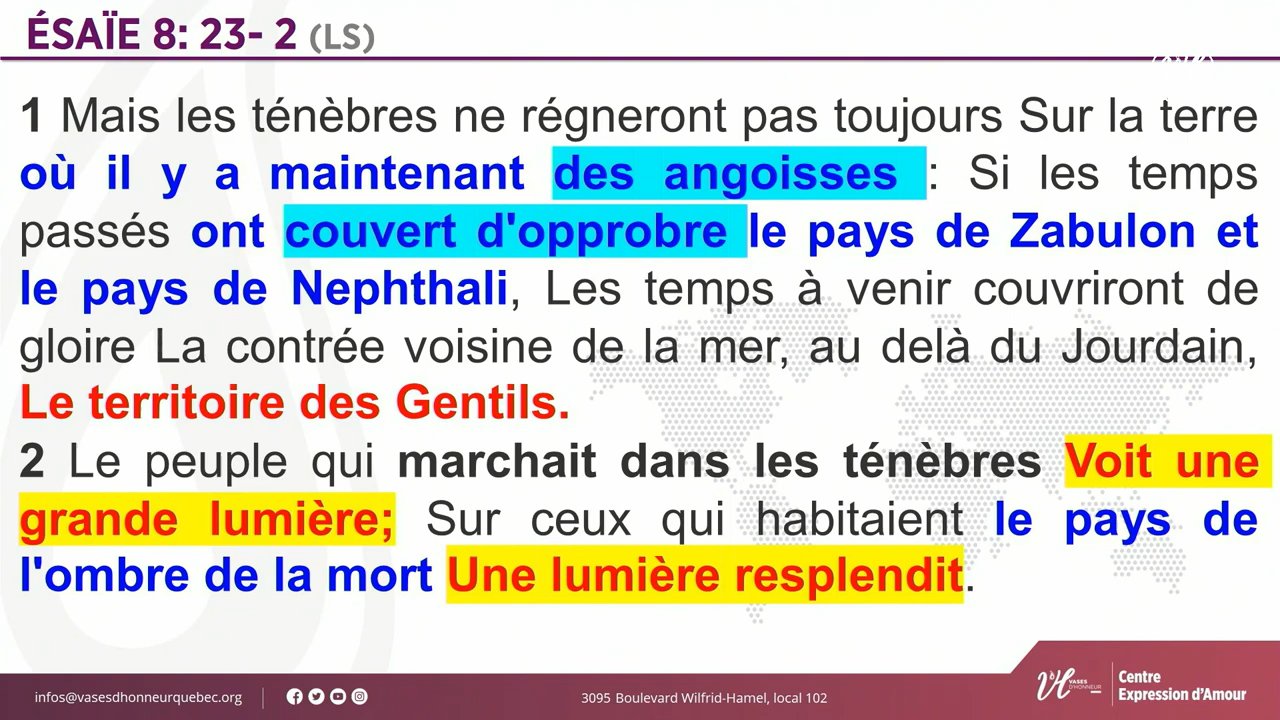 ÉSAÏE 8: 23- 2 (LS)
1 Mais les ténèbres ne régneront pas toujours Sur la terre
où il y a maintenant des angoisses : Si les temps
passés ont couvert d'opprobre le pays de Zabulon et
le pays de Nephthali, Les temps à venir couvriront de
gloire La contrée voisine de la mer, au delà du Jourdain,
Le territoire des Gentils.
2 Le peuple qui marchait dans les ténèbres Voit une
grande lumière; Sur ceux qui habitaient le pays de
l'ombre de la mort Une lumière resplendit.
infos@vasesdhonneurquebec.org
3095 Boulevard Wilfrid-Hamel, local 102
VASES
D'HONNEUR
Centre
Expression d'Amour